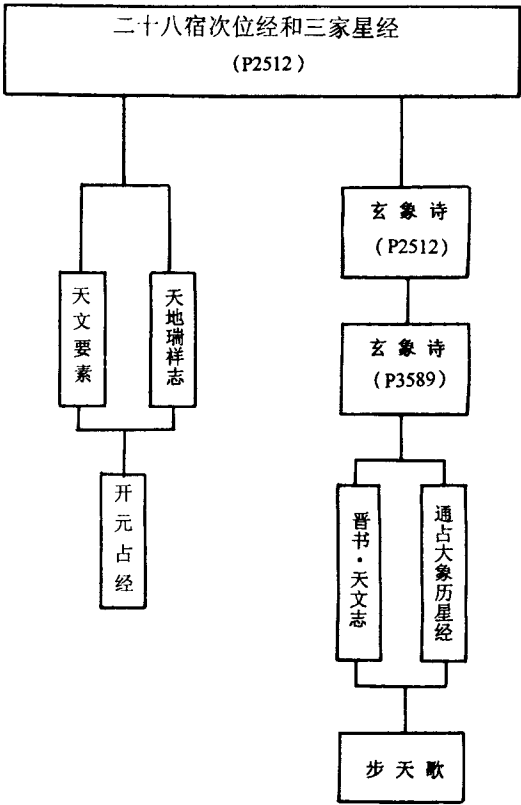 二十八宿次位经和三家星经
(P2512)
玄象诗
(P2512)
天文要素
天地瑞祥志
玄象诗
(P3589)
开元占经
晋书·天文志
通占大象历星经
步天歌